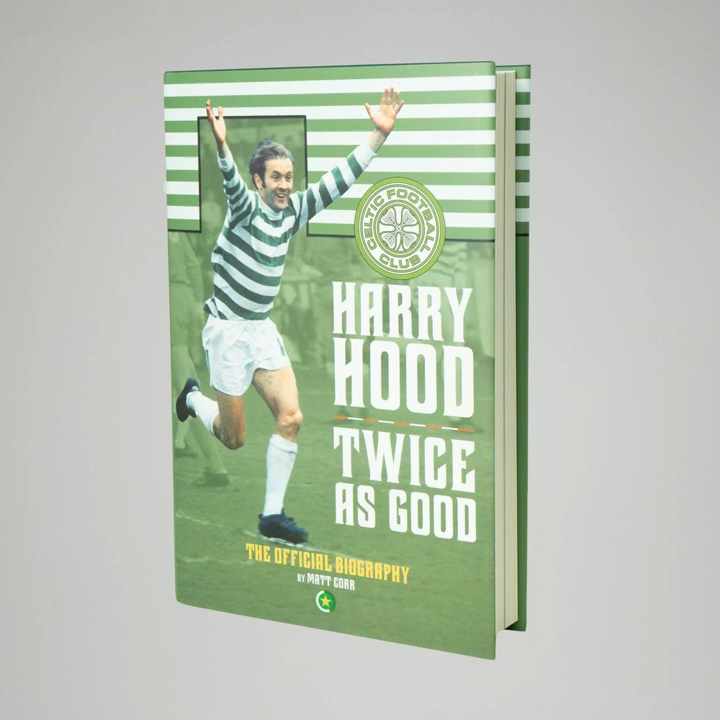 CELTIC FOOTBALL
CLUB
HARRY
HOOD
TWICE
AS GOOD
THE OFFICIAL BIOGRAPHY
BY MATT CORR